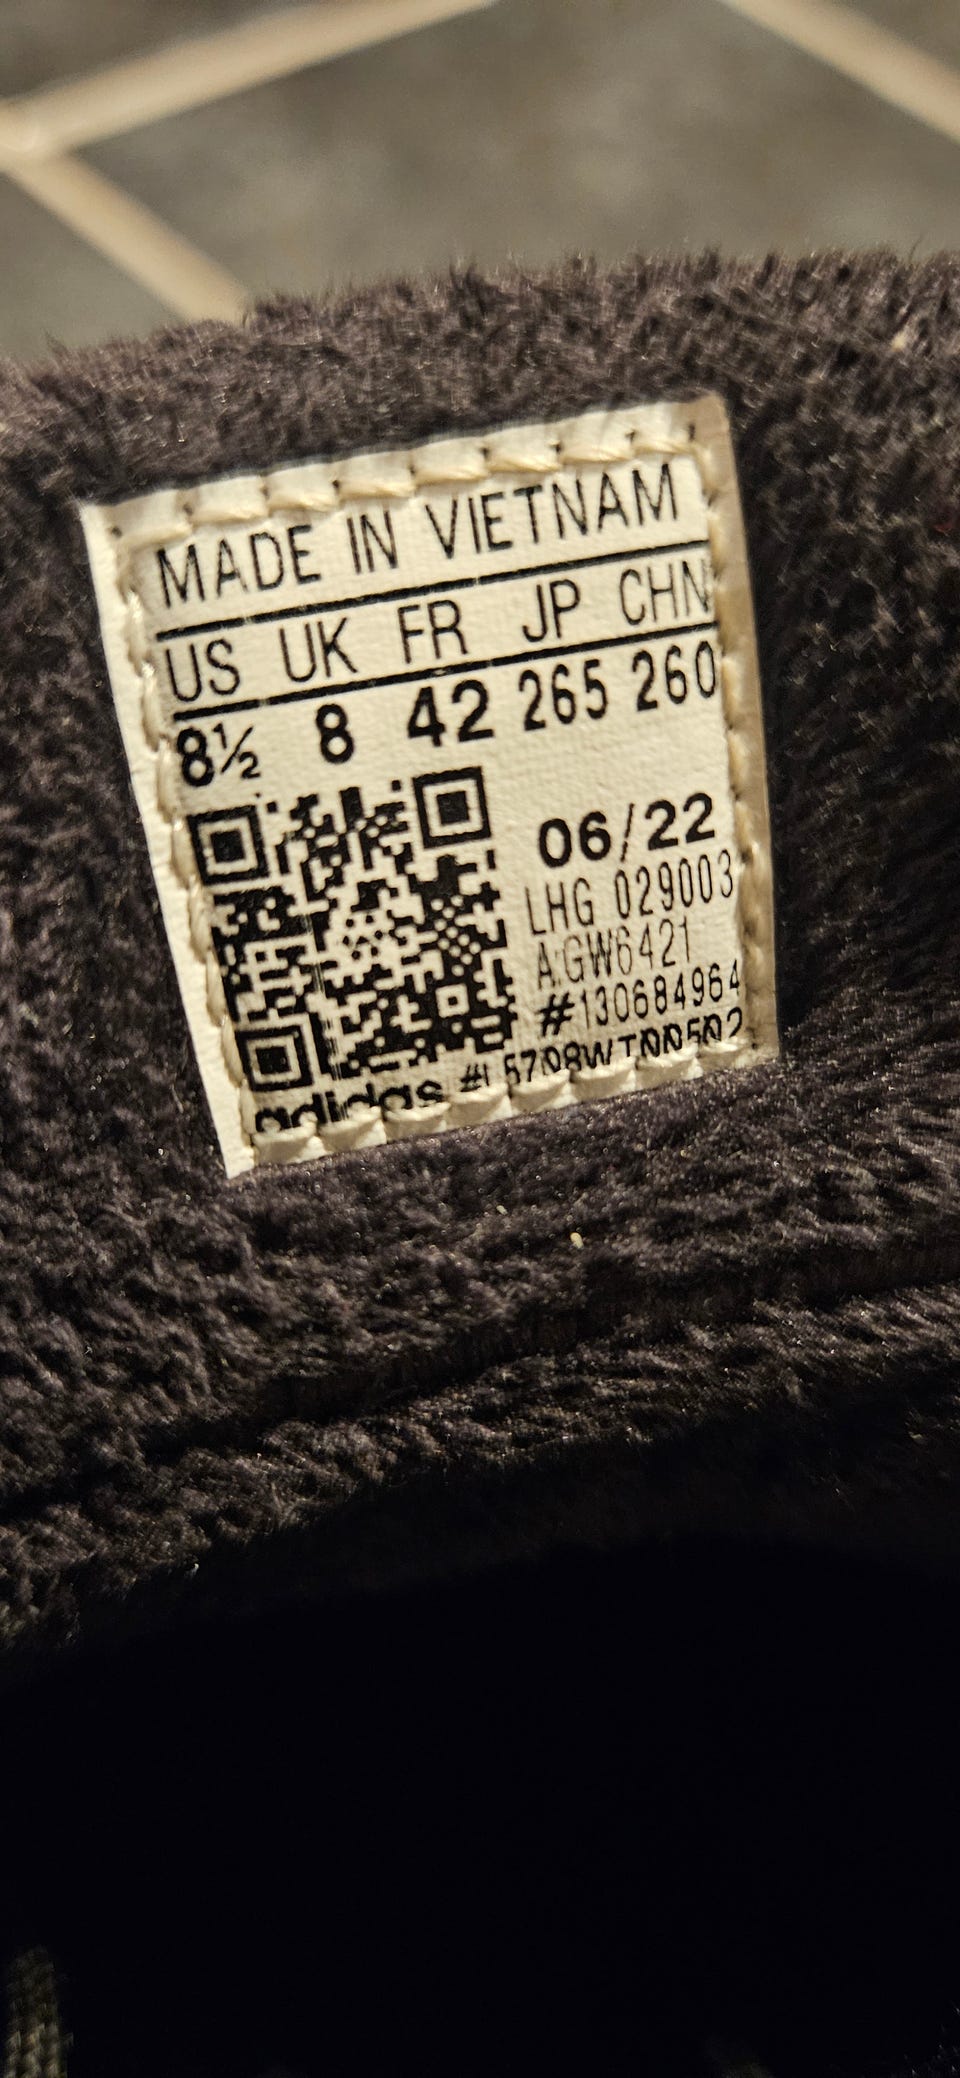 MADE IN VIETNAM
US UK FR JP CHN
8½ 8 42 265 260
06/22
LHG 029003
A:GW6421
#130684964
adidas